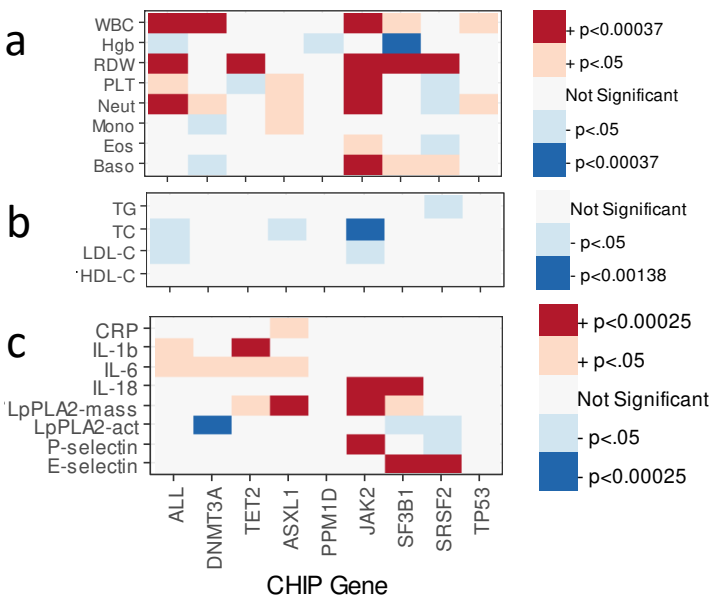 a
WBC
Hgb
RDW
PLT
Neut
Mono
Eos
Baso
+ p<0.00037
+ p<.05
Not Significant
- p<.05
- p<0.00037
b
TG
TC
LDL-C
HDL-C
Not Significant
- p<.05
- p<0.00138
c
CRP
IL-1b
IL-6
IL-18
LpPLA2-mass
LpPLA2-act
P-selectin
E-selectin
+ p<0.00025
+ p<.05
Not Significant
- p<.05
- p<0.00025
ALL
DNMT3A
TET2
ASXL1
PPM1D
JAK2
SF3B1
SRSF2
TP53
CHIP Gene